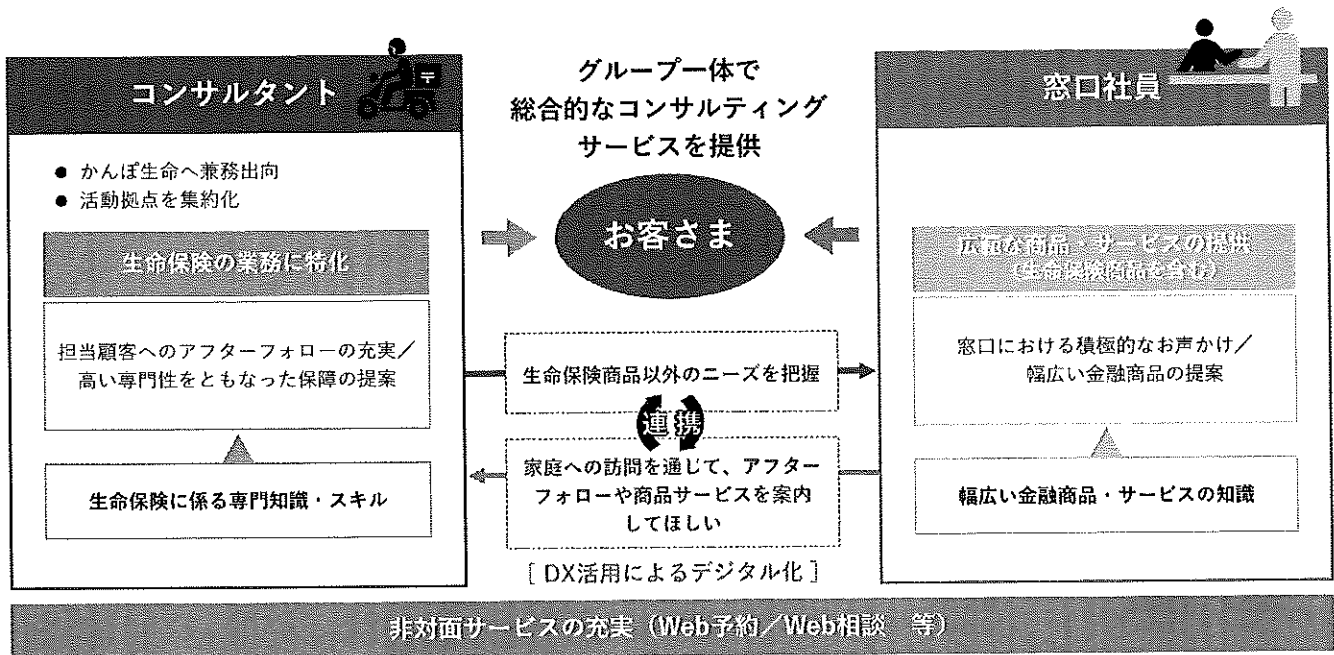 コンサルタント
〒
● かんぽ生命へ兼務出向
● 活動拠点を集約化
生命保険の業務に特化
担当顧客へのアフターフォローの充実／
高い専門性をともなった保障の提案
生命保険に係る専門知識・スキル
グループ一体で
総合的なコンサルティング
サービスを提供
お客さま
生命保険商品以外のニーズを把握
連携
家庭への訪問を通じて、アフター
フォローや商品サービスを案内
してほしい
［ DX活用によるデジタル化 ］
窓口社員
広範な商品・サービスの提供
（生命保険商品を含む）
窓口における積極的なお声かけ／
幅広い金融商品の提案
幅広い金融商品・サービスの知識
非対面サービスの充実（Web予約／Web相談　等）